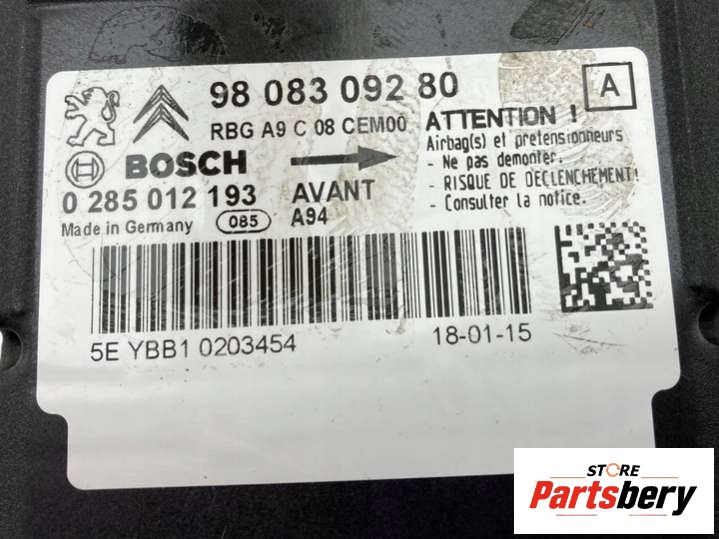 98 083 092 80
A
RBG A9 C 08 CEM00
ATTENTION !
Airbag(s) et pretensionneurs
- Ne pas demonter.
- RISQUE DE DECLENCHEMENT!
- Consulter la notice.
BOSCH
0 285 012 193
AVANT
Made in Germany
085
A94
5E YBB1 0203454
18-01-15
STORE
Partsbery